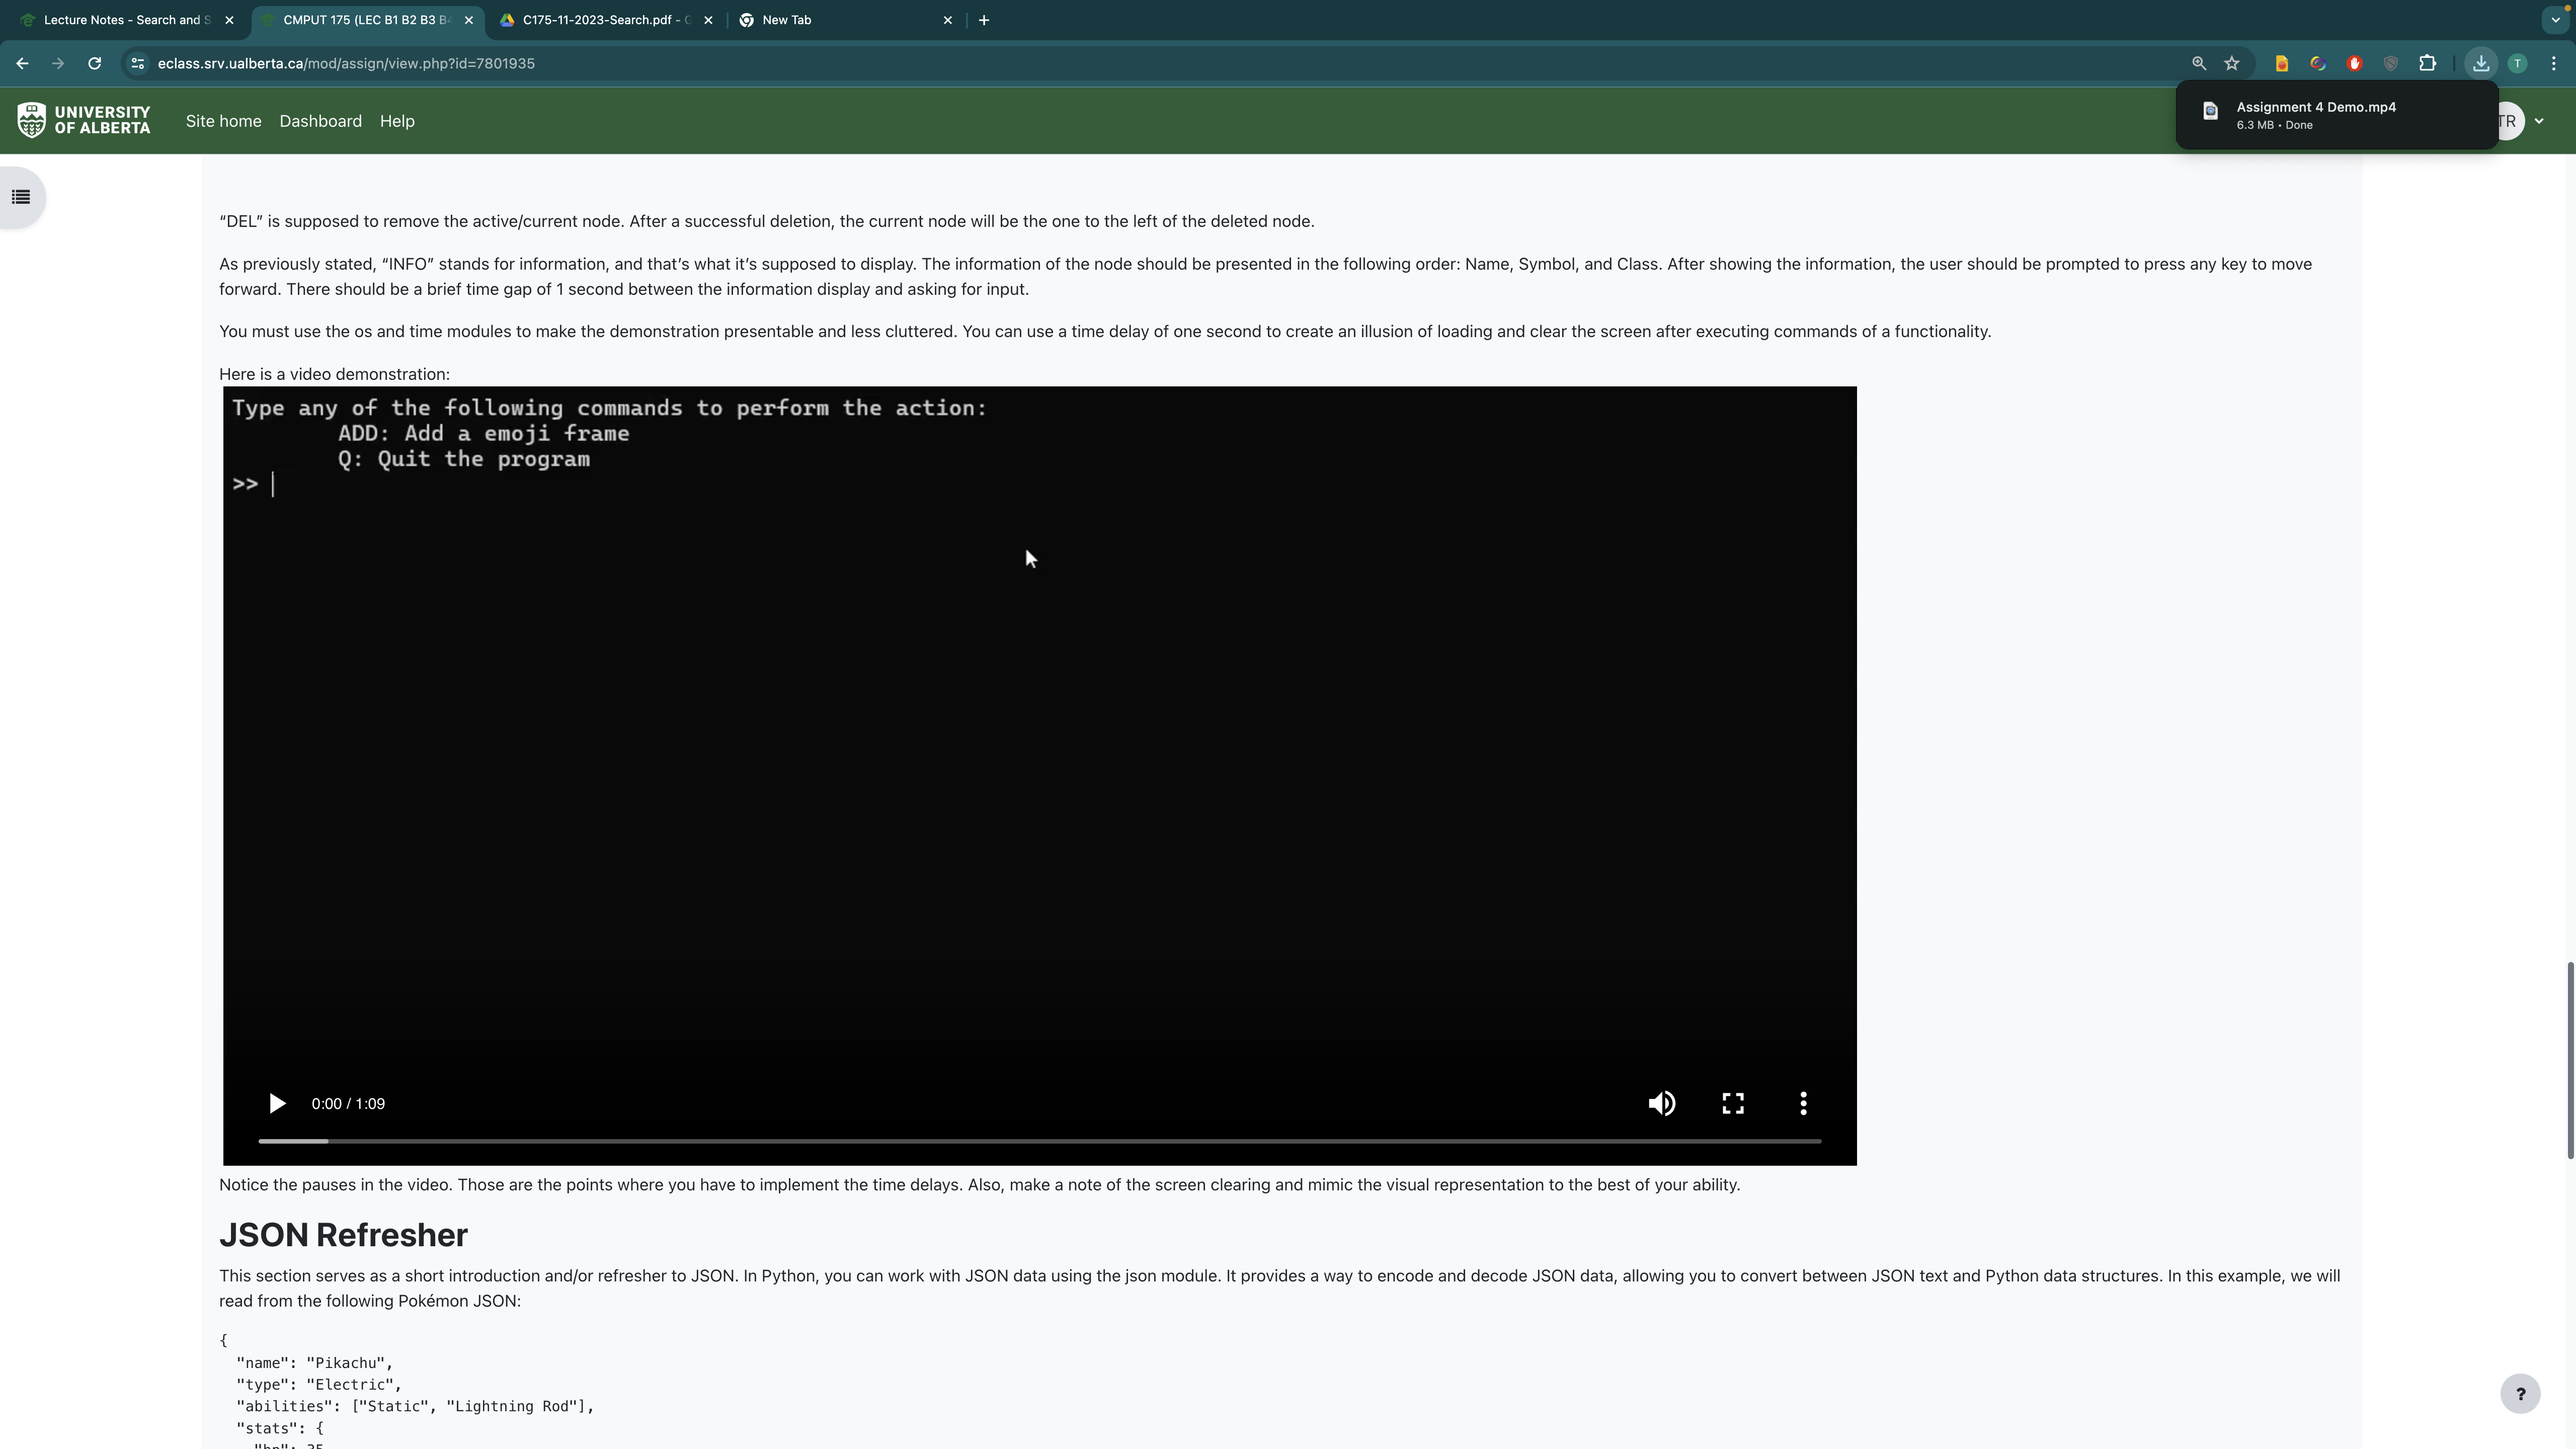 Lecture Notes - Search and S
CMPUT 175 (LEC B1 B2 B3 B4
C175-11-2023-Search.pdf - G
New Tab
eclass.srv.ualberta.ca/mod/assign/view.php?id=7801935
T
Assignment 4 Demo.mp4
6.3 MB • Done
UNIVERSITY
OF ALBERTA
Site home
Dashboard
Help
TR
“DEL” is supposed to remove the active/current node. After a successful deletion, the current node will be the one to the left of the deleted node.
As previously stated, “INFO” stands for information, and that’s what it’s supposed to display. The information of the node should be presented in the following order: Name, Symbol, and Class. After showing the information, the user should be prompted to press any key to move
forward. There should be a brief time gap of 1 second between the information display and asking for input.
You must use the os and time modules to make the demonstration presentable and less cluttered. You can use a time delay of one second to create an illusion of loading and clear the screen after executing commands of a functionality.
Here is a video demonstration:
Type any of the following commands to perform the action:
ADD: Add a emoji frame
Q: Quit the program
>>
0:00 / 1:09
Notice the pauses in the video. Those are the points where you have to implement the time delays. Also, make a note of the screen clearing and mimic the visual representation to the best of your ability.
JSON Refresher
This section serves as a short introduction and/or refresher to JSON. In Python, you can work with JSON data using the json module. It provides a way to encode and decode JSON data, allowing you to convert between JSON text and Python data structures. In this example, we will
read from the following Pokémon JSON:
{
"name": "Pikachu",
"type": "Electric",
"abilities": ["Static", "Lightning Rod"],
"stats": {
"hp": 35
?